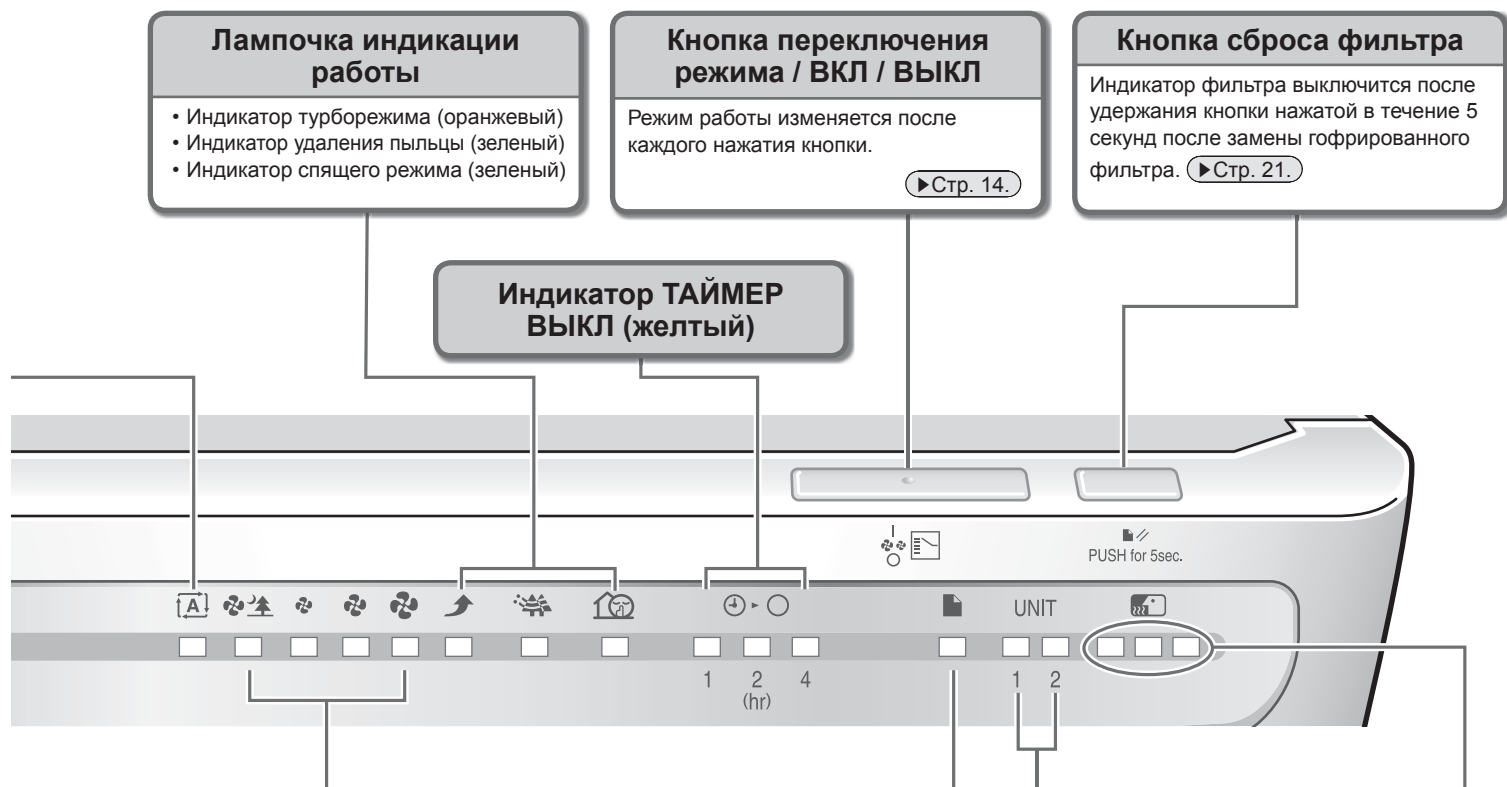 Лампочка индикации
работы
• Индикатор турборежима (оранжевый)
• Индикатор удаления пыльцы (зеленый)
• Индикатор спящего режима (зеленый)
Кнопка переключения
режима / ВКЛ / ВЫКЛ
Режим работы изменяется после
каждого нажатия кнопки.
▶Стр. 14.
Кнопка сброса фильтра
Индикатор фильтра выключится после
удержания кнопки нажатой в течение 5
секунд после замены гофрированного
фильтра. ▶Стр. 21.
Индикатор ТАЙМЕР
ВЫКЛ (желтый)
PUSH for 5sec.
A
UNIT
1 2 4
(hr)
1 2